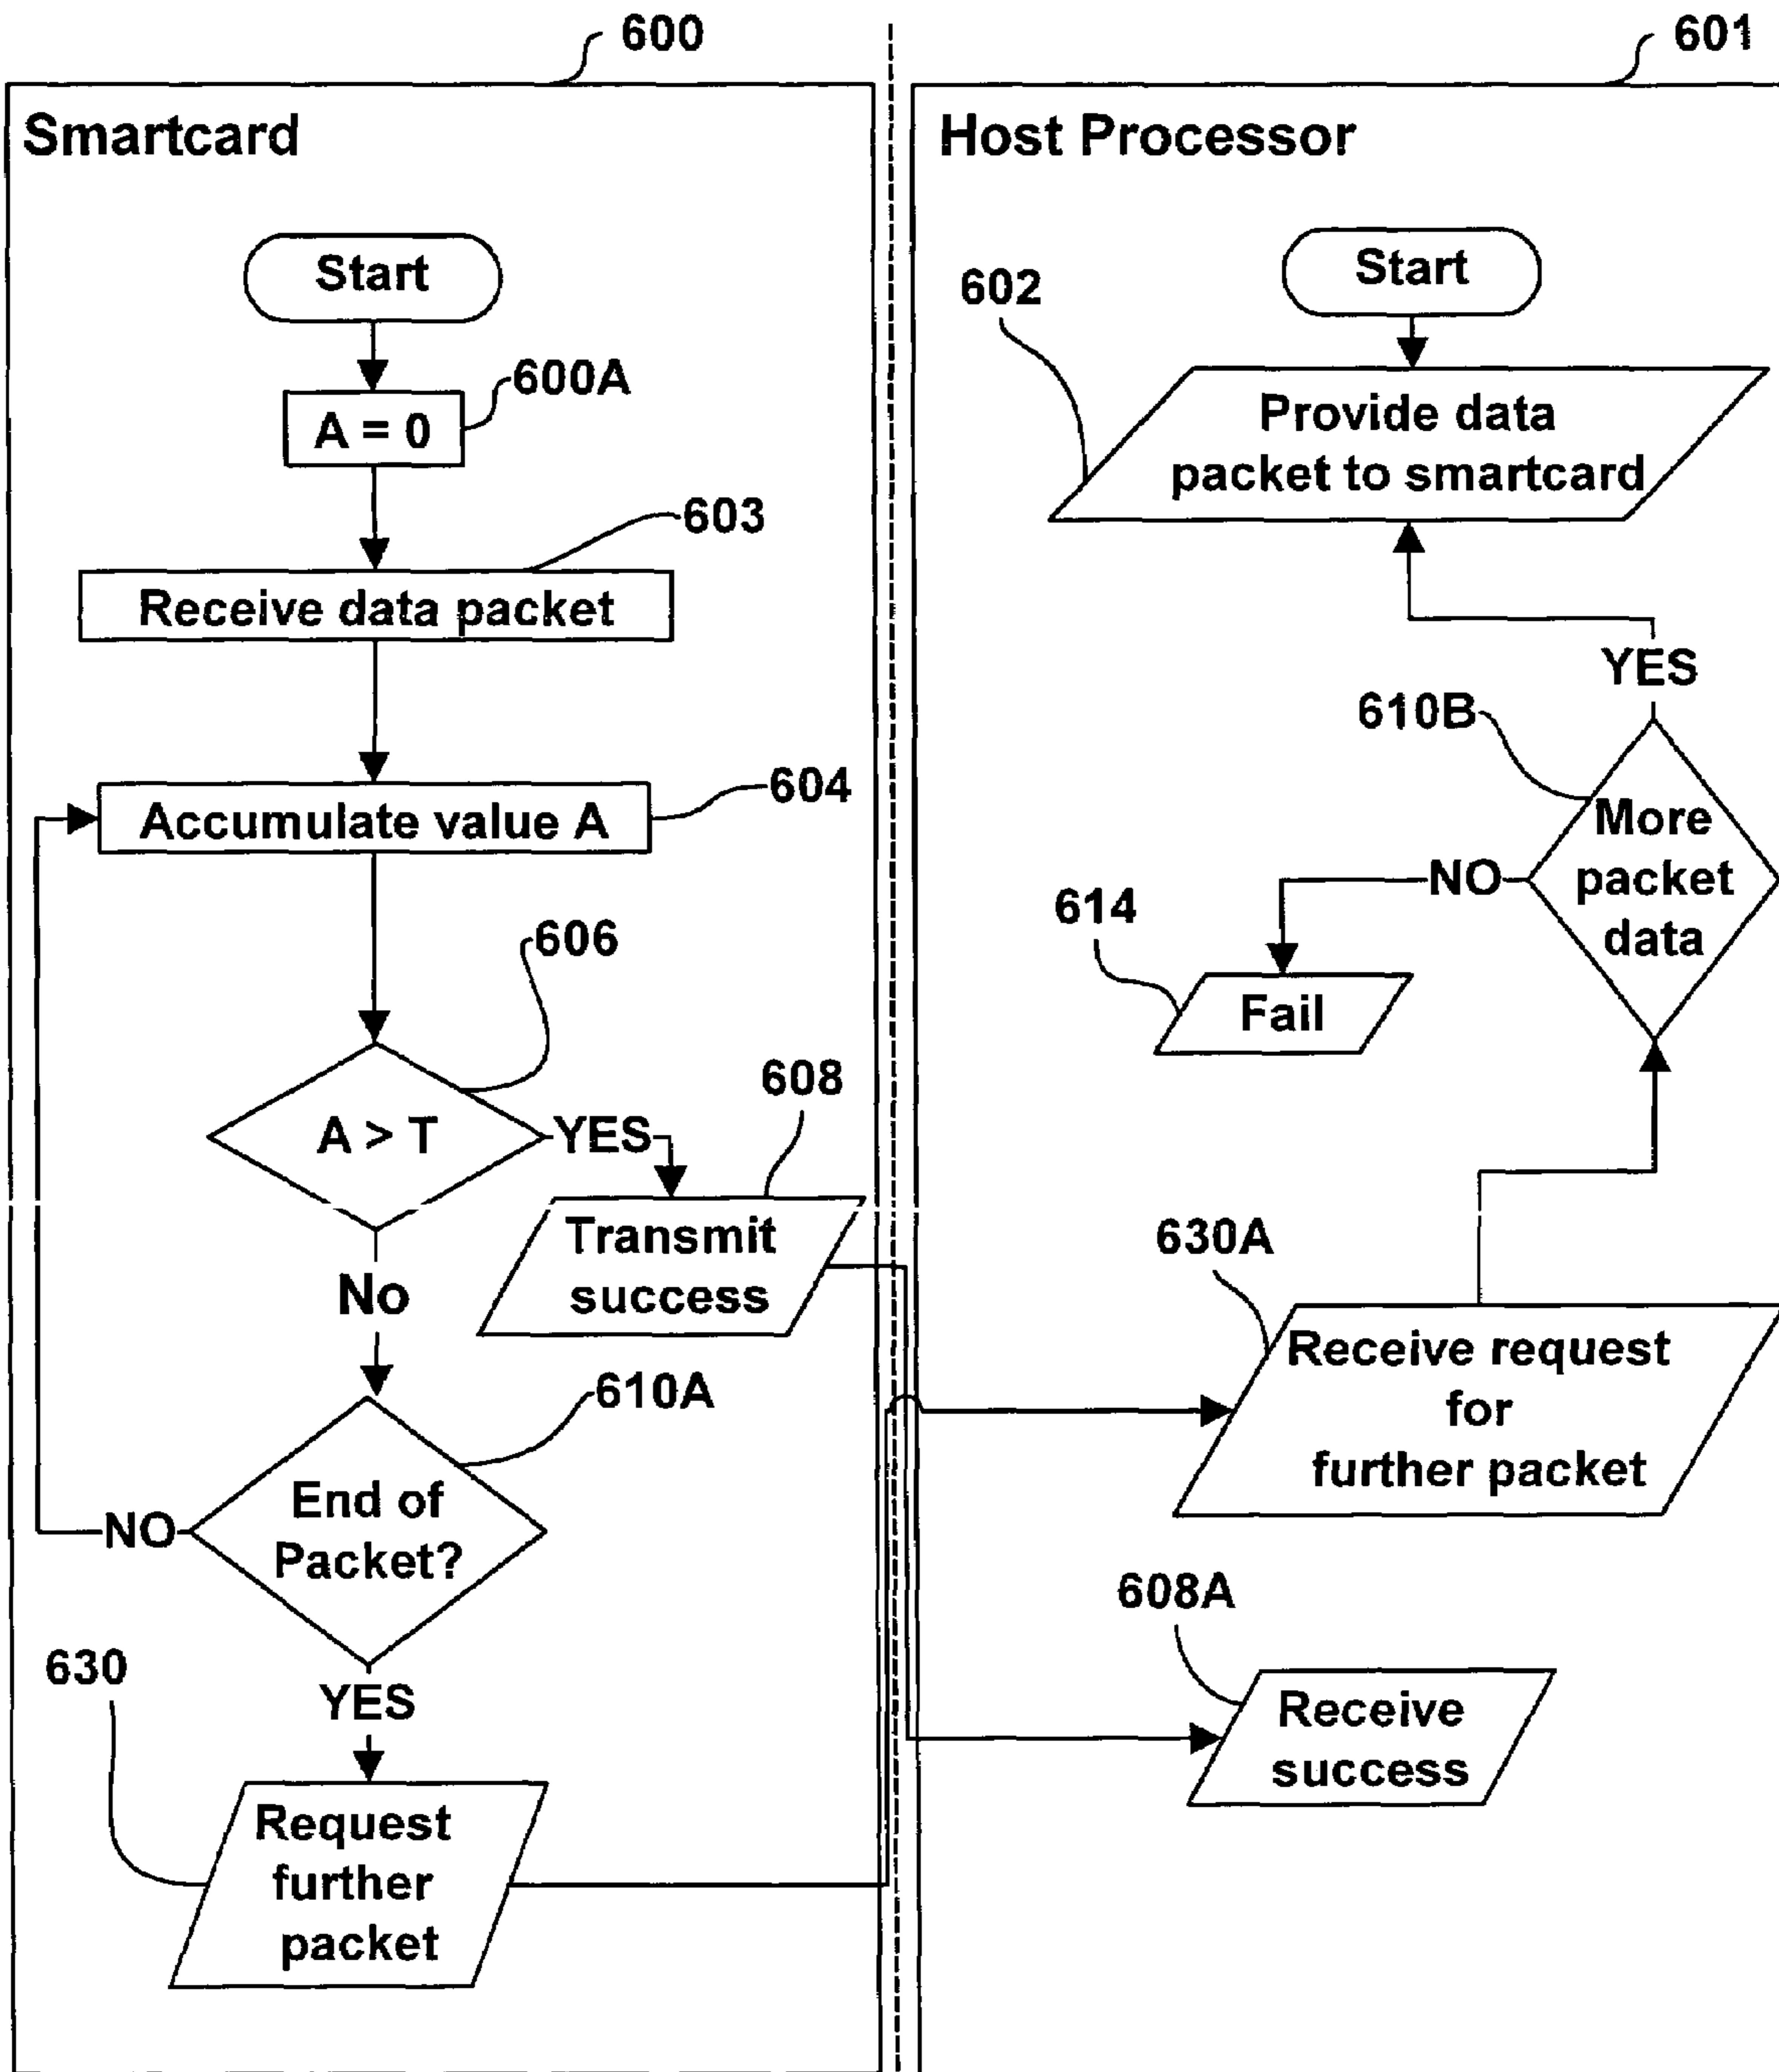 600
Smartcard
Start
600A
A = 0
603
Receive data packet
604
Accumulate value A
606
A > T
YES
608
Transmit
success
No
610A
End of
Packet?
NO
YES
630
Request
further
packet
601
Host Processor
Start
602
Provide data
packet to smartcard
YES
610B
More
packet
data
NO
614
Fail
630A
Receive request
for
further packet
608A
Receive
success